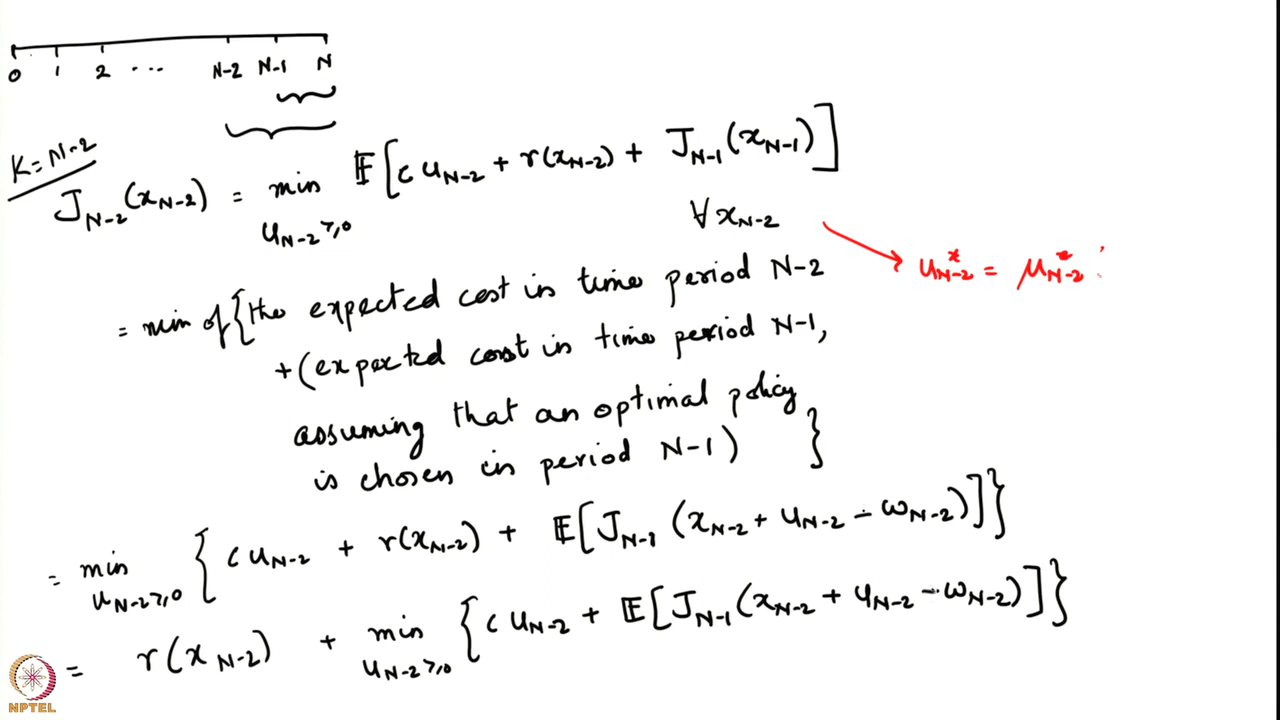 0 1 2 ... N-2 N-1 N
K=N-2
J_{N-2}(x_{N-2}) = min_{u_{N-2}≥0} 𝔼[c u_{N-2} + r(x_{N-2}) + J_{N-1}(x_{N-1})]
∀ x_{N-2}
u*_{N-2} = μ*_{N-2}
= min of {the expected cost in time period N-2
+ (expected cost in time period N-1,
assuming that an optimal policy
is chosen in period N-1) }
= min_{u_{N-2}≥0} { c u_{N-2} + r(x_{N-2}) + 𝔼[J_{N-1}(x_{N-2} + u_{N-2} - ω_{N-2})]}
= r(x_{N-2}) + min_{u_{N-2}≥0} {c u_{N-2} + 𝔼[J_{N-1}(x_{N-2} + u_{N-2} - ω_{N-2})]}
NPTEL